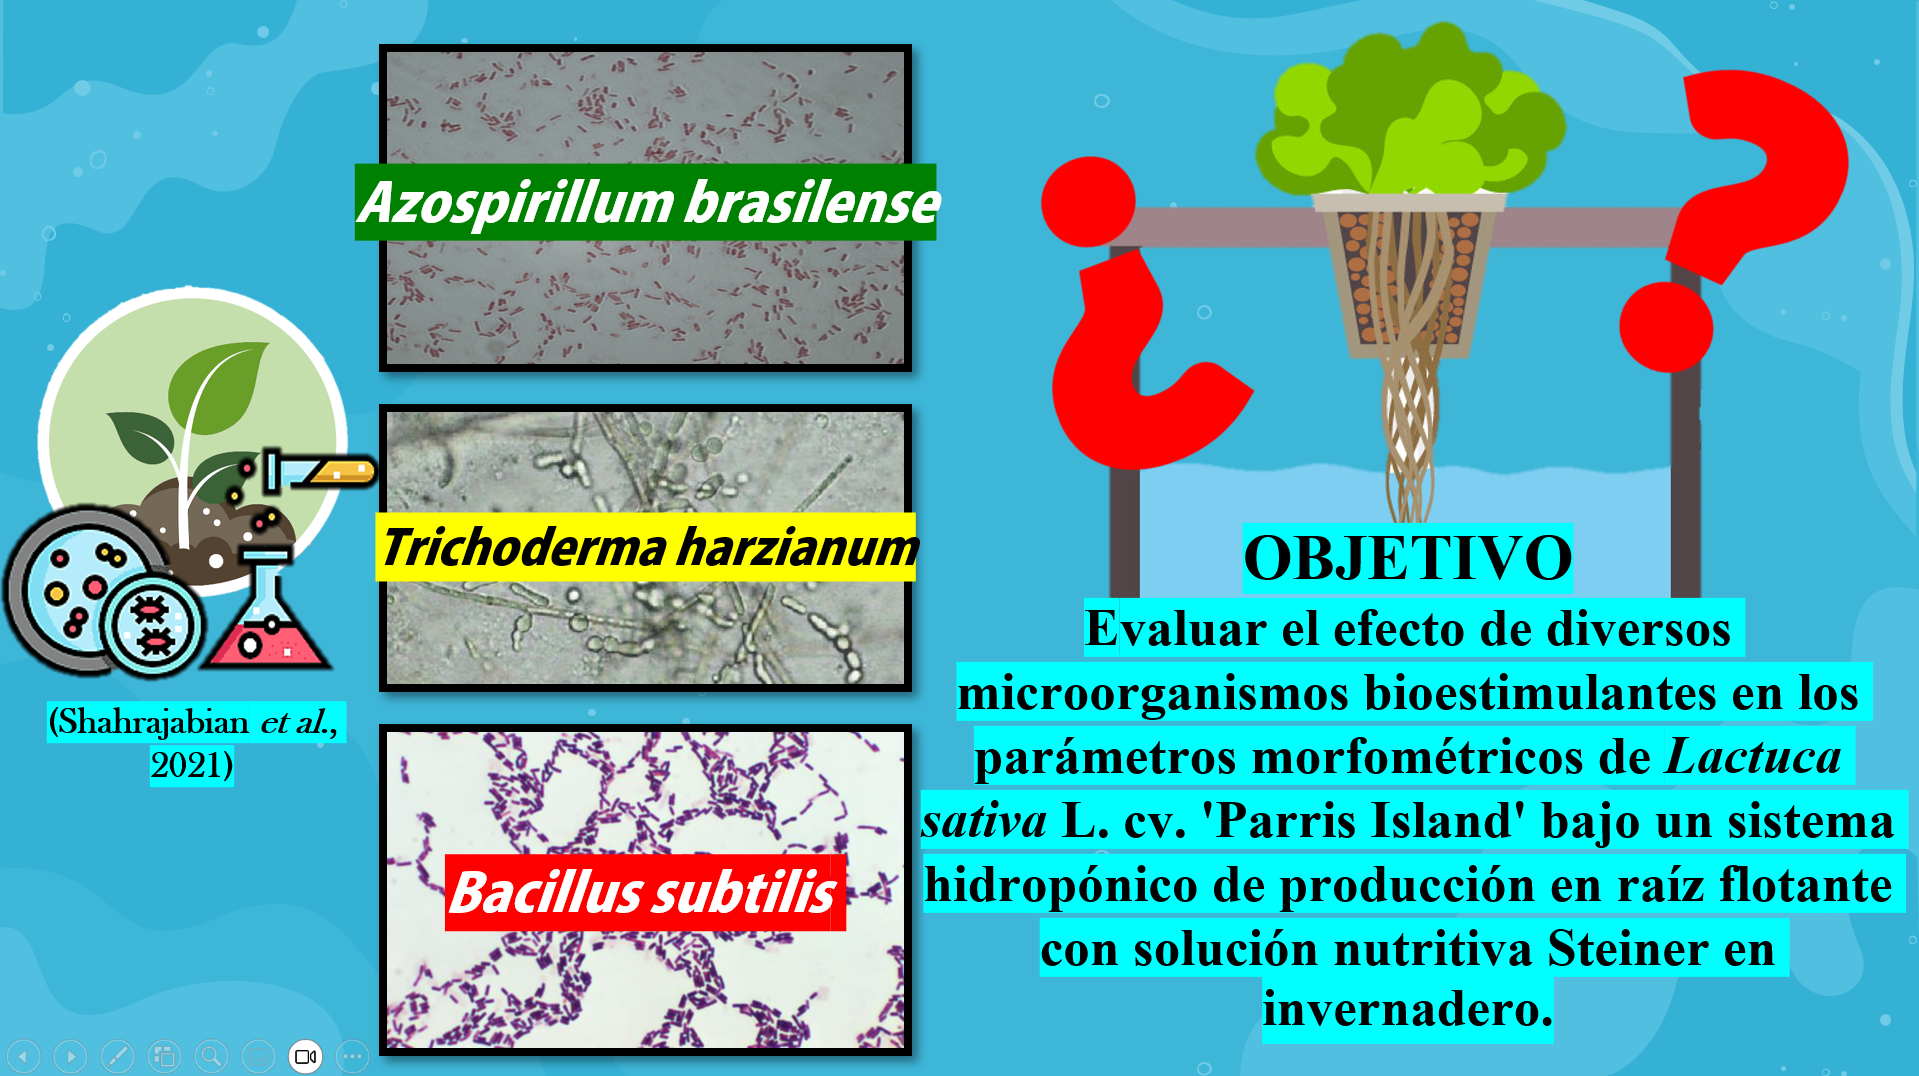 Azospirillum brasilense
Trichoderma harzianum
(Shahrajabian et al.,
2021)
Bacillus subtilis
¿?
OBJETIVO
Evaluar el efecto de diversos
microorganismos bioestimulantes en los
parámetros morfométricos de Lactuca
sativa L. cv. 'Parris Island' bajo un sistema
hidropónico de producción en raíz flotante
con solución nutritiva Steiner en
invernadero.